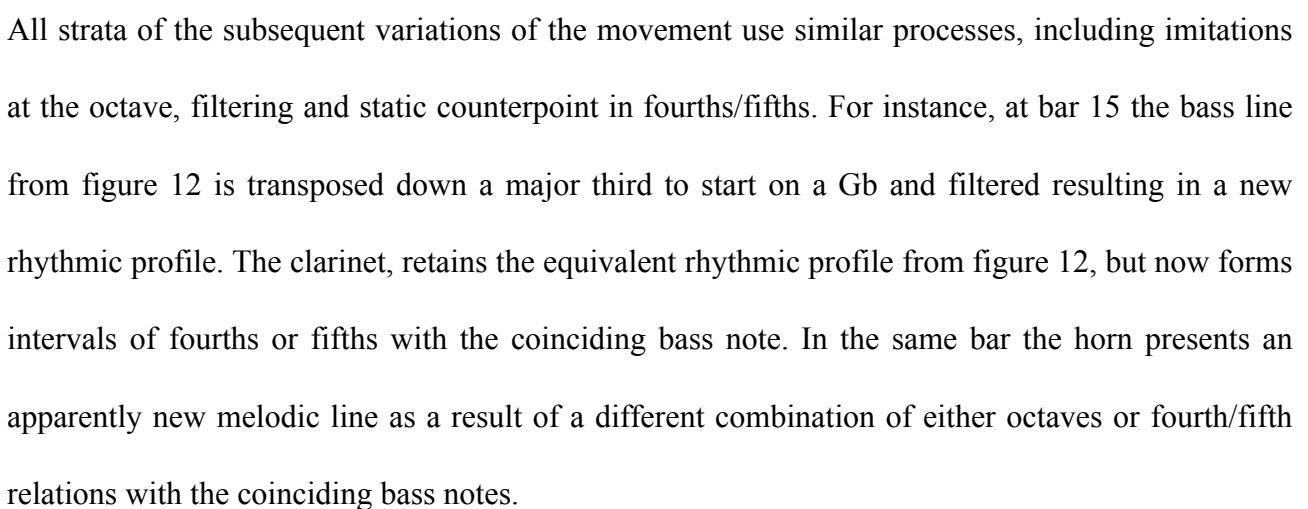 All strata of the subsequent variations of the movement use similar processes, including imitations
at the octave, filtering and static counterpoint in fourths/fifths. For instance, at bar 15 the bass line
from figure 12 is transposed down a major third to start on a Gb and filtered resulting in a new
rhythmic profile. The clarinet, retains the equivalent rhythmic profile from figure 12, but now forms
intervals of fourths or fifths with the coinciding bass note. In the same bar the horn presents an
apparently new melodic line as a result of a different combination of either octaves or fourth/fifth
relations with the coinciding bass notes.